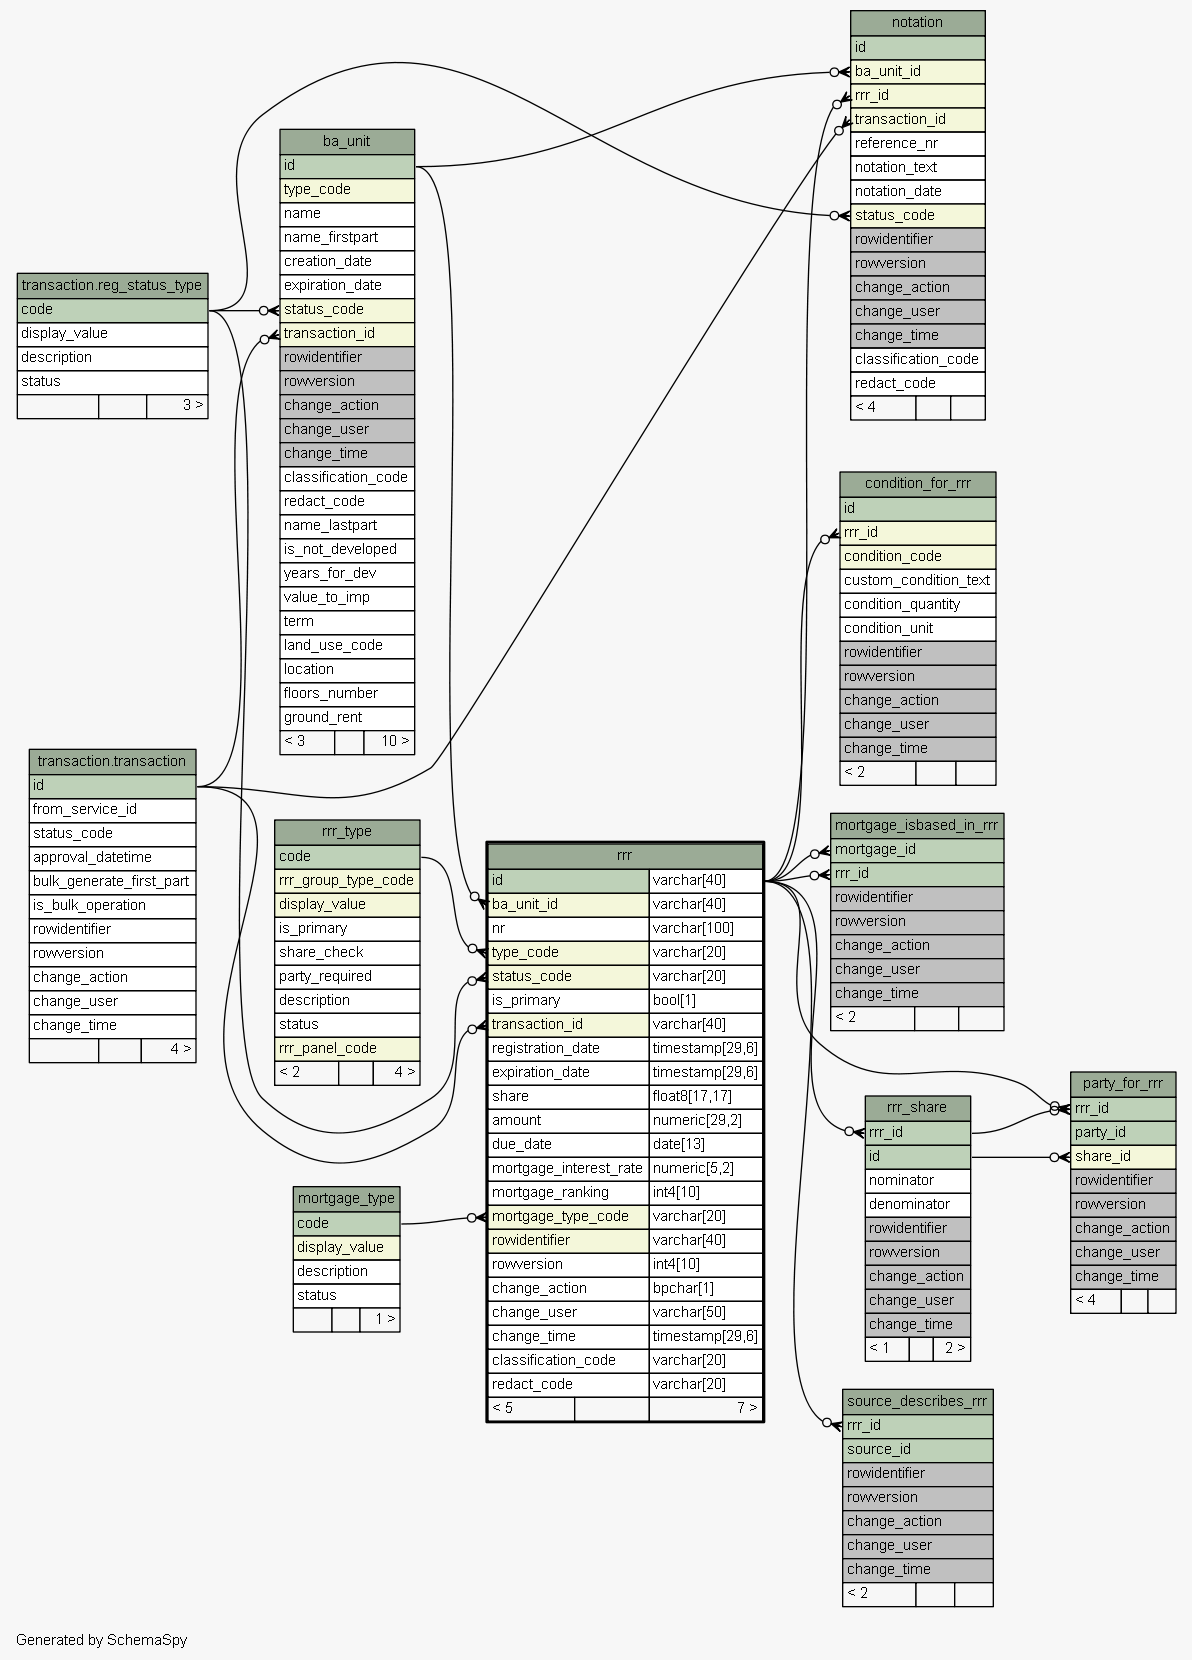 notation
id
ba_unit_id
rrr_id
transaction_id
reference_nr
notation_text
notation_date
status_code
rowidentifier
rowversion
change_action
change_user
change_time
classification_code
redact_code
< 4
ba_unit
id
type_code
name
name_firstpart
creation_date
expiration_date
status_code
transaction_id
rowidentifier
rowversion
change_action
change_user
change_time
classification_code
redact_code
name_lastpart
is_not_developed
years_for_dev
value_to_imp
term
land_use_code
location
floors_number
ground_rent
< 3 10 >
transaction.reg_status_type
code
display_value
description
status
3 >
condition_for_rrr
id
rrr_id
condition_code
custom_condition_text
condition_quantity
condition_unit
rowidentifier
rowversion
change_action
change_user
change_time
< 2
transaction.transaction
id
from_service_id
status_code
approval_datetime
bulk_generate_first_part
is_bulk_operation
rowidentifier
rowversion
change_action
change_user
change_time
4 >
rrr_type
code
rrr_group_type_code
display_value
is_primary
share_check
party_required
description
status
rrr_panel_code
< 2 4 >
rrr
id varchar[40]
ba_unit_id varchar[40]
nr varchar[100]
type_code varchar[20]
status_code varchar[20]
is_primary bool[1]
transaction_id varchar[40]
registration_date timestamp[29,6]
expiration_date timestamp[29,6]
share float8[17,17]
amount numeric[29,2]
due_date date[13]
mortgage_interest_rate numeric[5,2]
mortgage_ranking int4[10]
mortgage_type_code varchar[20]
rowidentifier varchar[40]
rowversion int4[10]
change_action bpchar[1]
change_user varchar[50]
change_time timestamp[29,6]
classification_code varchar[20]
redact_code varchar[20]
< 5 7 >
mortgage_isbased_in_rrr
mortgage_id
rrr_id
rowidentifier
rowversion
change_action
change_user
change_time
< 2
party_for_rrr
rrr_id
party_id
share_id
rowidentifier
rowversion
change_action
change_user
change_time
< 4
rrr_share
rrr_id
id
nominator
denominator
rowidentifier
rowversion
change_action
change_user
change_time
< 1 2 >
mortgage_type
code
display_value
description
status
1 >
source_describes_rrr
rrr_id
source_id
rowidentifier
rowversion
change_action
change_user
change_time
< 2
Generated by SchemaSpy